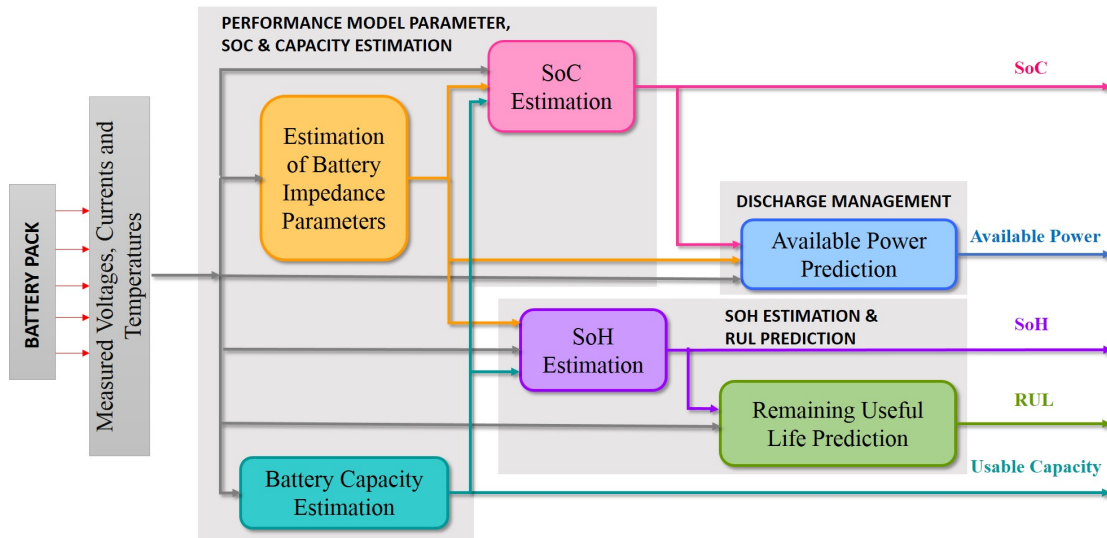 PERFORMANCE MODEL PARAMETER,
SOC & CAPACITY ESTIMATION
SoC
Estimation
SoC
Estimation
of Battery
Impedance
Parameters
BATTERY PACK
Measured Voltages, Currents and
Temperatures
DISCHARGE MANAGEMENT
Available Power
Prediction
Available Power
SOH ESTIMATION &
RUL PREDICTION
SoH
Estimation
SoH
Remaining Useful
Life Prediction
RUL
Battery Capacity
Estimation
Usable Capacity